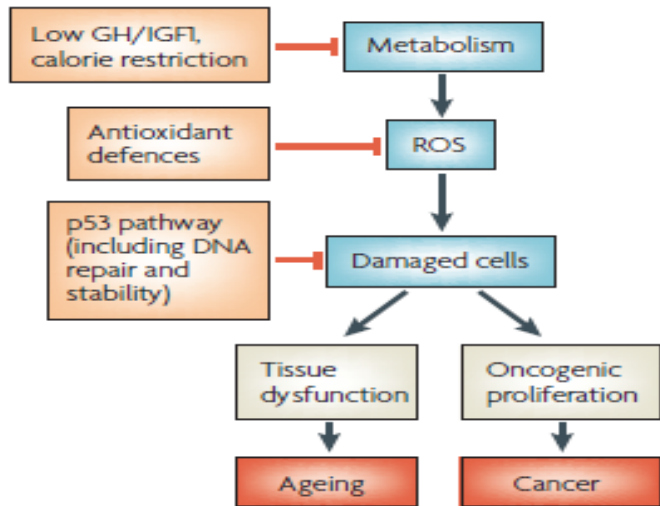 Low GH/IGF1,
calorie restriction
Metabolism
Antioxidant
defences
ROS
p53 pathway
(including DNA
repair and
stability)
Damaged cells
Tissue
dysfunction
Oncogenic
proliferation
Ageing
Cancer